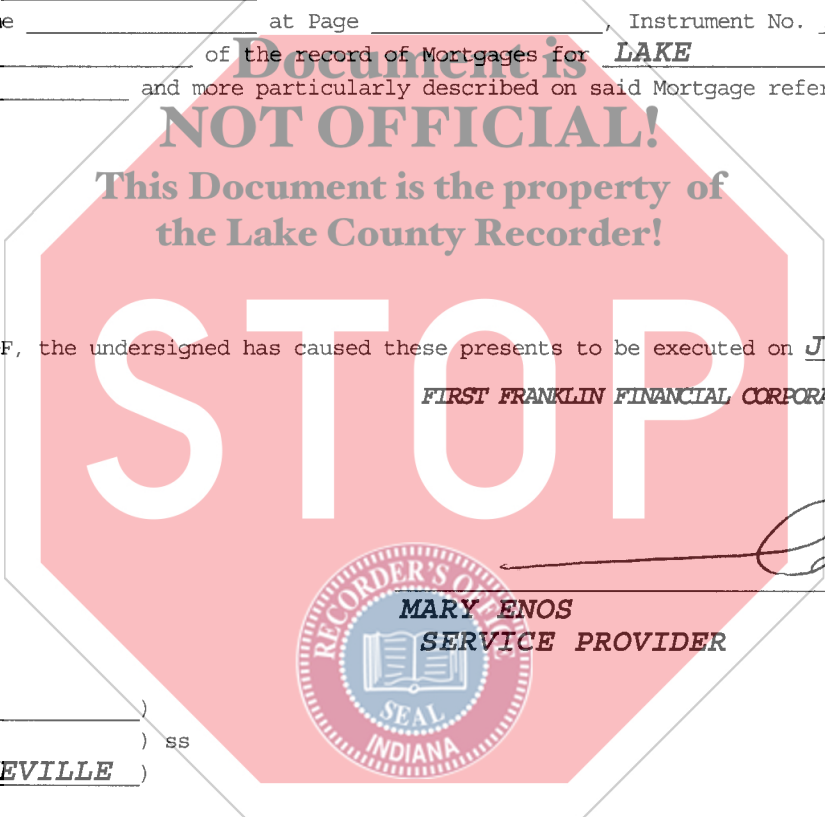 e at Page , Instrument No.
of the record of Mortgages for LAKE
Document is
and more particularly described on said Mortgage refer
NOT OFFICIAL!
This Document is the property of
the Lake County Recorder!
STOP
F, the undersigned has caused these presents to be executed on J
FIRST FRANKLIN FINANCIAL CORPORA
RECORDER'S OFFICE
MARY ENOS
SERVICE PROVIDER
SEAL
INDIANA
)
) ss
EVILLE )